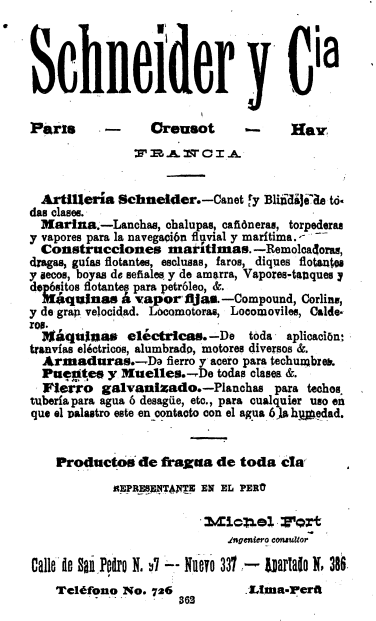 Schneider y Cia
Paris — Creusot — Hav
FRANCIA
Artillería Schneider.—Canet y Blindaje de to-
das clases.
Marina.—Lanchas, chalupas, cañoneras, torpederas
y vapores para la navegación fluvial y marítima.
Construcciones marítimas.—Remolcadoras,
dragas, guías flotantes, esclusas, faros, diques flotantes
y secos, boyas de señales y de amarra, Vapores-tanques y
depósitos flotantes para petróleo, &.
Máquinas á vapor fijas.—Compound, Corlins,
y de gran velocidad. Locomotoras, Locomoviles, Calde-
ros.
Máquinas eléctricas.—De toda aplicación:
tranvías eléctricos, alumbrado, motores diversos &.
Armaduras.—De fierro y acero para techumbres.
Puentes y Muelles.—De todas clases &.
Fierro galvanizado.—Planchas para techos,
tubería para agua ó desagüe, etc., para cualquier uso en
que el palastro este en contacto con el agua ó la humedad.
Productos de fragua de toda cla
REPRESENTANTE EN EL PERÚ
Michel Fort
Ingeniero consultor
Calle de San Pedro N. 97 -- Nuevo 337 — Apartado N. 386
Teléfono No. 726 Lima-Perú
363